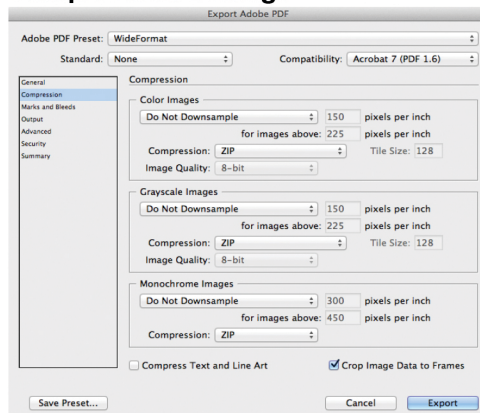 Export Adobe PDF
Adobe PDF Preset: WideFormat
Standard: None Compatibility: Acrobat 7 (PDF 1.6)
General
Compression
Marks and Bleeds
Output
Advanced
Security
Summary
Compression
Color Images
Do Not Downsample 150 pixels per inch
for images above: 225 pixels per inch
Compression: ZIP Tile Size: 128
Image Quality: 8-bit
Grayscale Images
Do Not Downsample 150 pixels per inch
for images above: 225 pixels per inch
Compression: ZIP Tile Size: 128
Image Quality: 8-bit
Monochrome Images
Do Not Downsample 300 pixels per inch
for images above: 450 pixels per inch
Compression: ZIP
Compress Text and Line Art Crop Image Data to Frames
Save Preset... Cancel Export